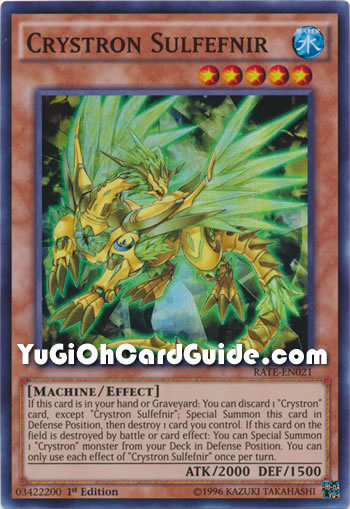 CRYSTRON SULFEFNIR
WATER
水
YUGIOHCARDGUIDE.COM
RATE-EN021
[MACHINE/EFFECT]
If this card is in your hand or Graveyard: You can discard 1 "Crystron"
card, except "Crystron Sulfefnir"; Special Summon this card in
Defense Position, then destroy 1 card you control. If this card on the
field is destroyed by battle or card effect: You can Special Summon
1 "Crystron" monster from your Deck in Defense Position. You can
only use each effect of "Crystron Sulfefnir" once per turn.
ATK/2000 DEF/1500
03422200 1st Edition ©1996 KAZUKI TAKAHASHI